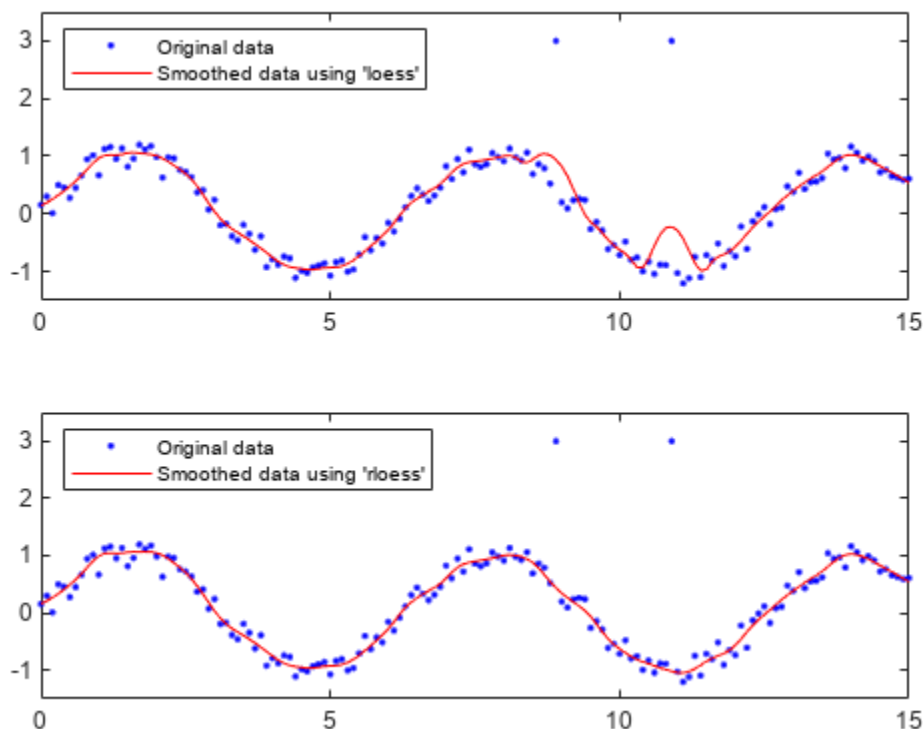 3
Original data
Smoothed data using 'loess'
2
1
0
-1
0 5 10 15
3
Original data
Smoothed data using 'rloess'
2
1
0
-1
0 5 10 15